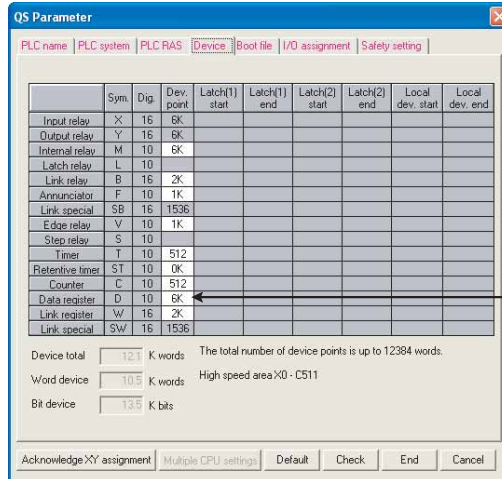 QS Parameter
PLC name PLC system PLC RAS Device Boot file I/O assignment Safety setting
Sym. Dig. Dev. point Latch(1) start Latch(1) end Latch(2) start Latch(2) end Local dev. start Local dev. end
Input relay X 16 6K
Output relay Y 16 6K
Internal relay M 10 6K
Latch relay L 10
Link relay B 16 2K
Annunciator F 10 1K
Link special SB 16 1536
Edge relay V 10 1K
Step relay S 10
Timer T 10 512
Retentive timer ST 10 0K
Counter C 10 512
Data register D 10 6K
Link register W 16 2K
Link special SW 16 1536
Device total 12.1 K words The total number of device points is up to 12384 words.
Word device 10.5 K words High speed area X0 - C511
Bit device 13.5 K bits
Acknowledge XY assignment Multiple CPU settings Default Check End Cancel